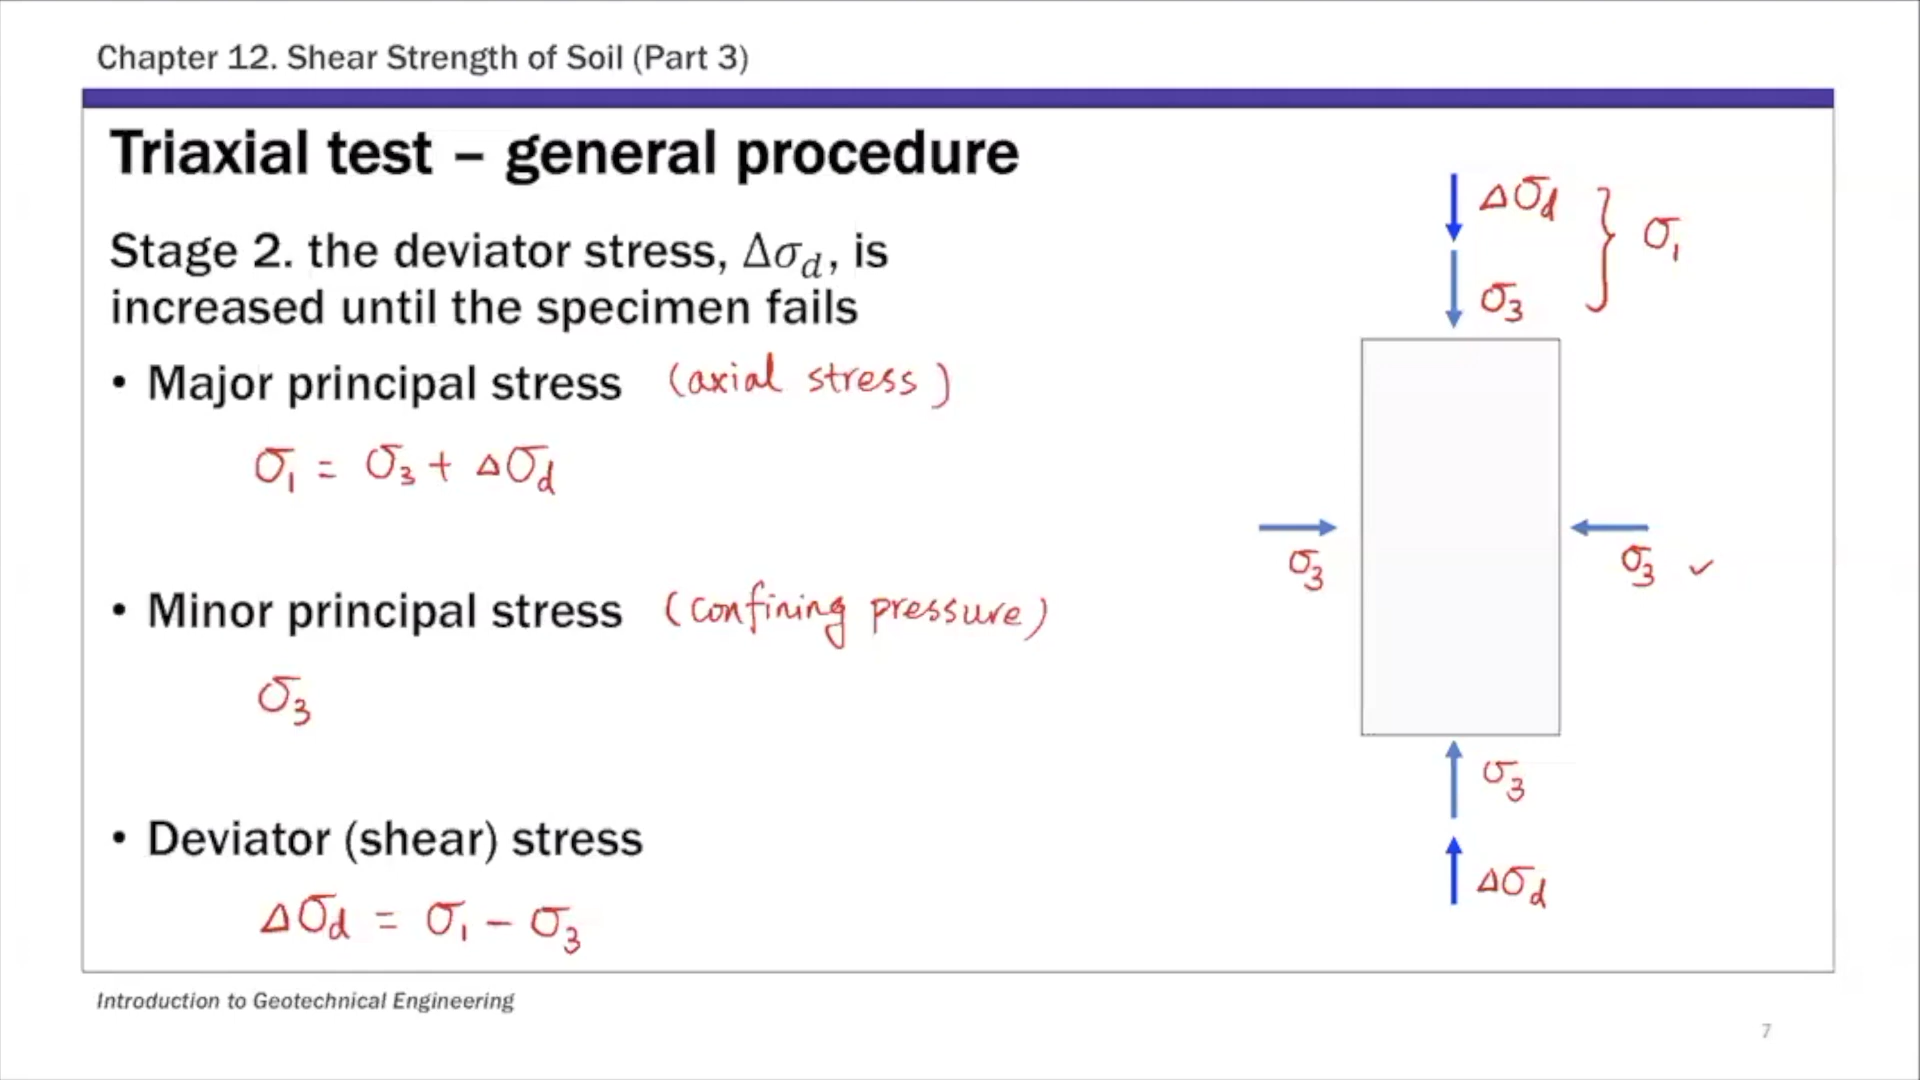 Chapter 12. Shear Strength of Soil (Part 3)
Triaxial test – general procedure
Stage 2. the deviator stress, Δσ_d, is
increased until the specimen fails
• Major principal stress (axial stress)
σ₁ = σ₃ + Δσ_d
• Minor principal stress (confining pressure)
σ₃
• Deviator (shear) stress
Δσ_d = σ₁ − σ₃
Δσ_d } σ₁
σ₃
σ₃
σ₃ ✓
σ₃
Δσ_d
Introduction to Geotechnical Engineering
7